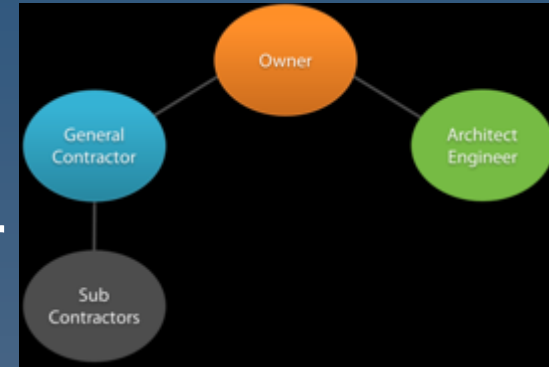 Owner
General
Contractor
Architect
Engineer
Sub
Contractors